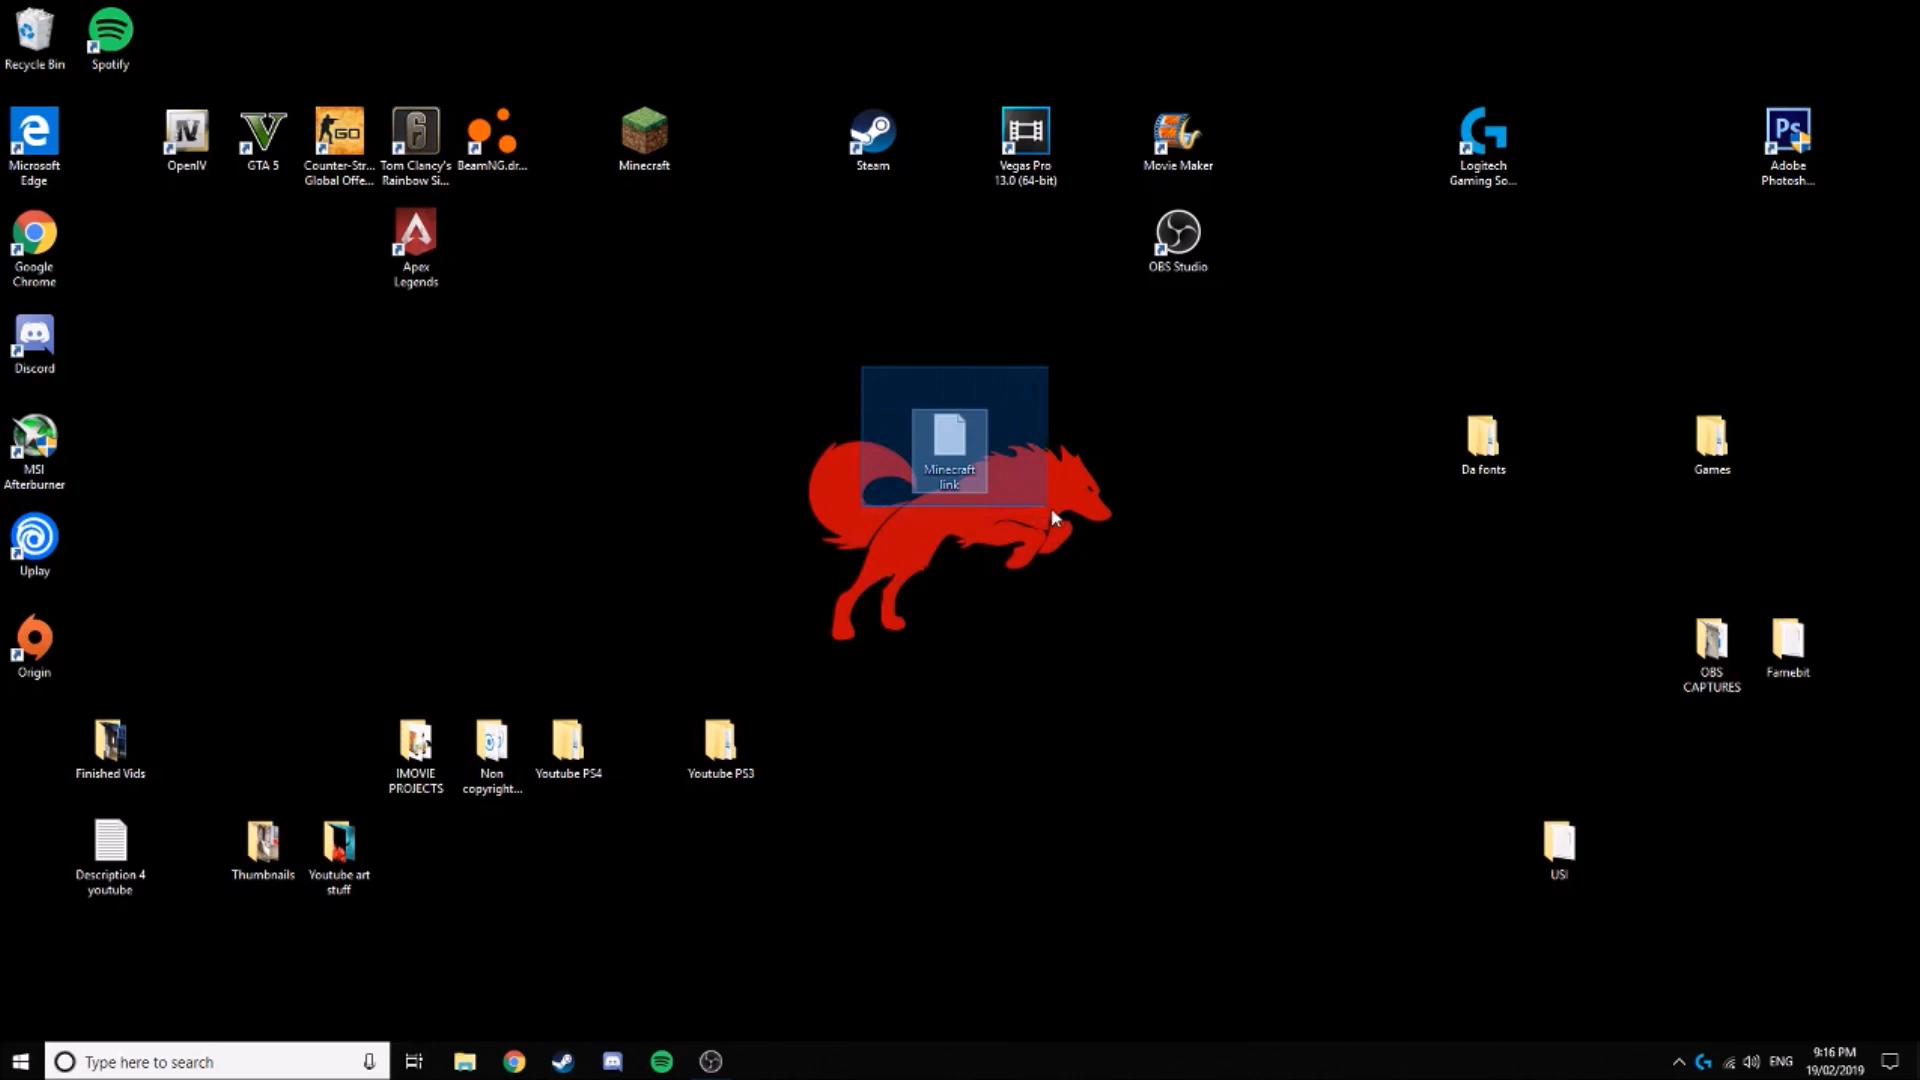 Recycle Bin
Spotify
Microsoft
Edge
OpenIV
GTA 5
Counter-Str...
Global Offe...
Tom Clancy's
Rainbow Si...
BeamNG.dr...
Minecraft
Steam
Vegas Pro
13.0 (64-bit)
Movie Maker
Logitech
Gaming So...
Adobe
Photosh...
Google
Chrome
Apex
Legends
OBS Studio
Discord
MSI
Afterburner
Minecraft
link
Da fonts
Games
Uplay
Origin
OBS
CAPTURES
Famebit
Finished Vids
IMOVIE
PROJECTS
Non
copyright...
Youtube PS4
Youtube PS3
Description 4
youtube
Thumbnails
Youtube art
stuff
USI
Type here to search
ENG
9:16 PM
19/02/2019